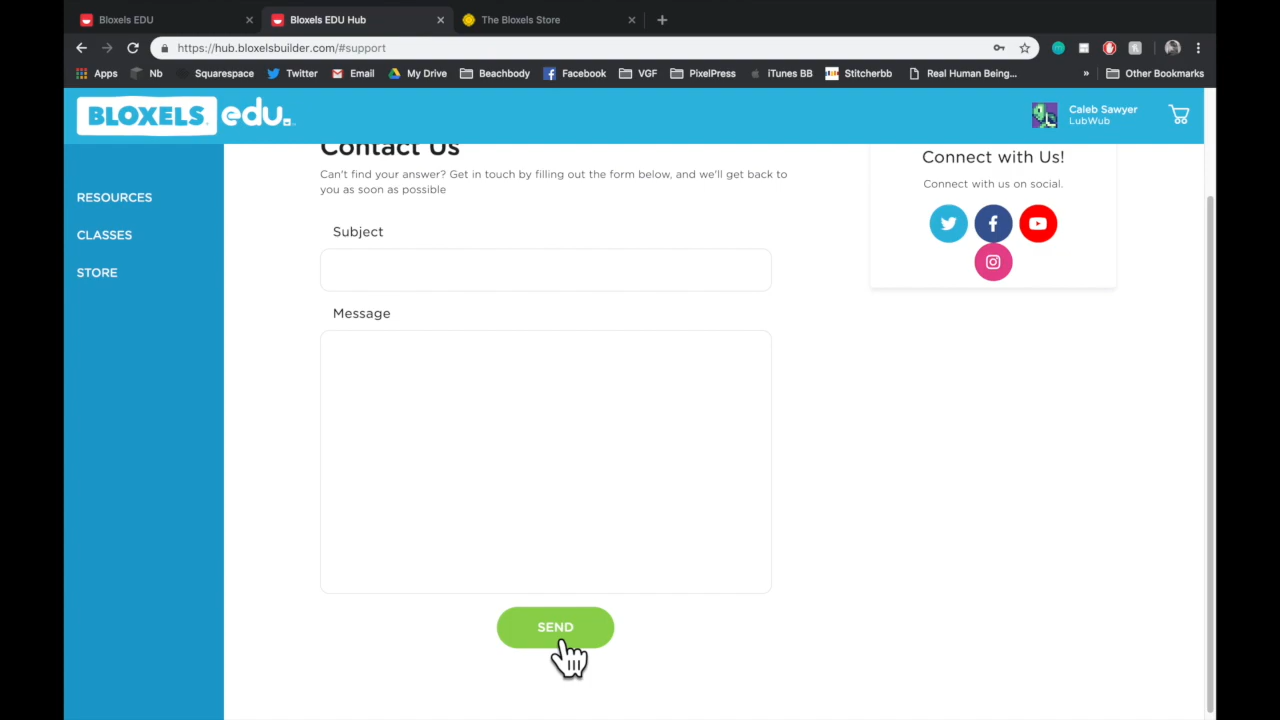 Bloxels EDU
Bloxels EDU Hub
The Bloxels Store
https://hub.bloxelsbuilder.com/#support
Apps Nb Squarespace Twitter Email My Drive Beachbody Facebook VGF PixelPress iTunes BB Stitcherbb Real Human Being... » Other Bookmarks
BLOXELS edu.
Caleb Sawyer
LubWub
RESOURCES
CLASSES
STORE
Contact Us
Can't find your answer? Get in touch by filling out the form below, and we'll get back to
you as soon as possible
Subject
Message
SEND
Connect with Us!
Connect with us on social.